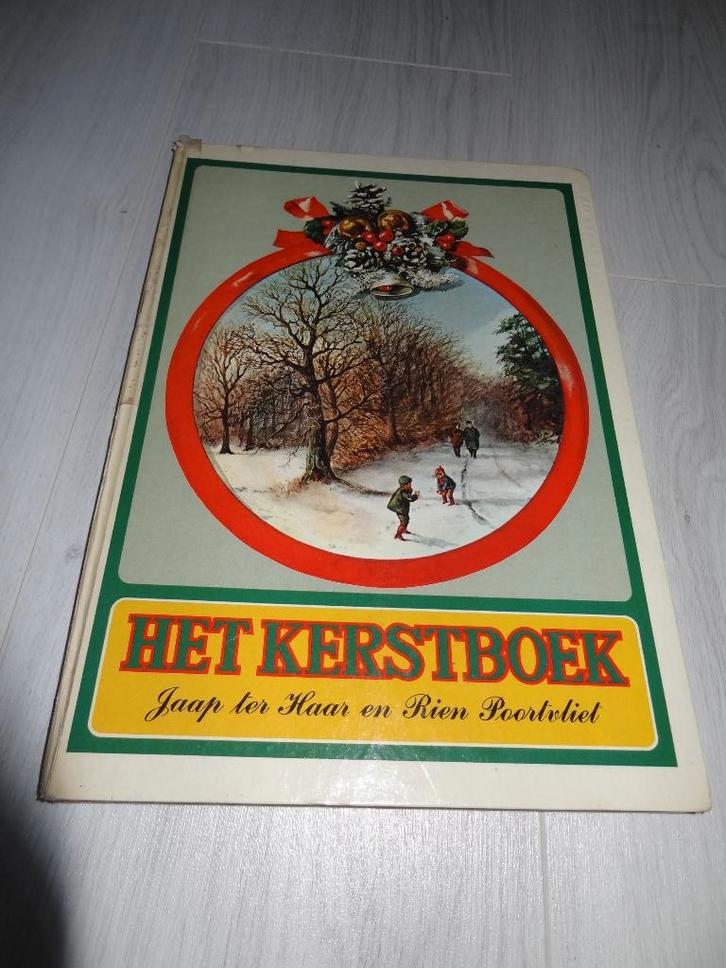 HET KERSTBOEK
Jaap ter Haar en Rien Poortvliet